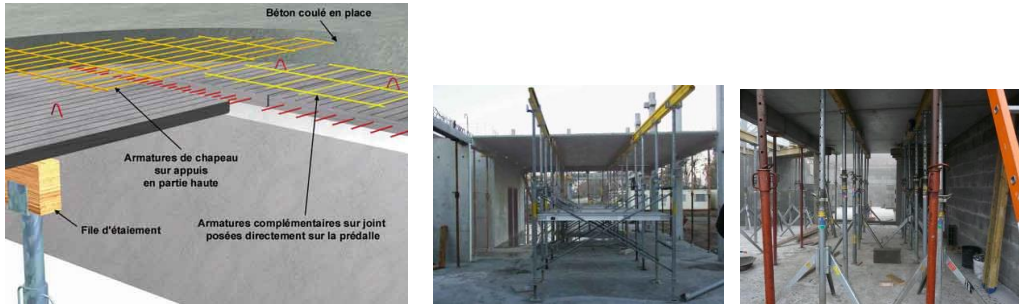 Béton coulé en place
Armatures de chapeau
sur appuis
en partie haute
File d'étaiement
Armatures complémentaires sur joint
posées directement sur la prédalle